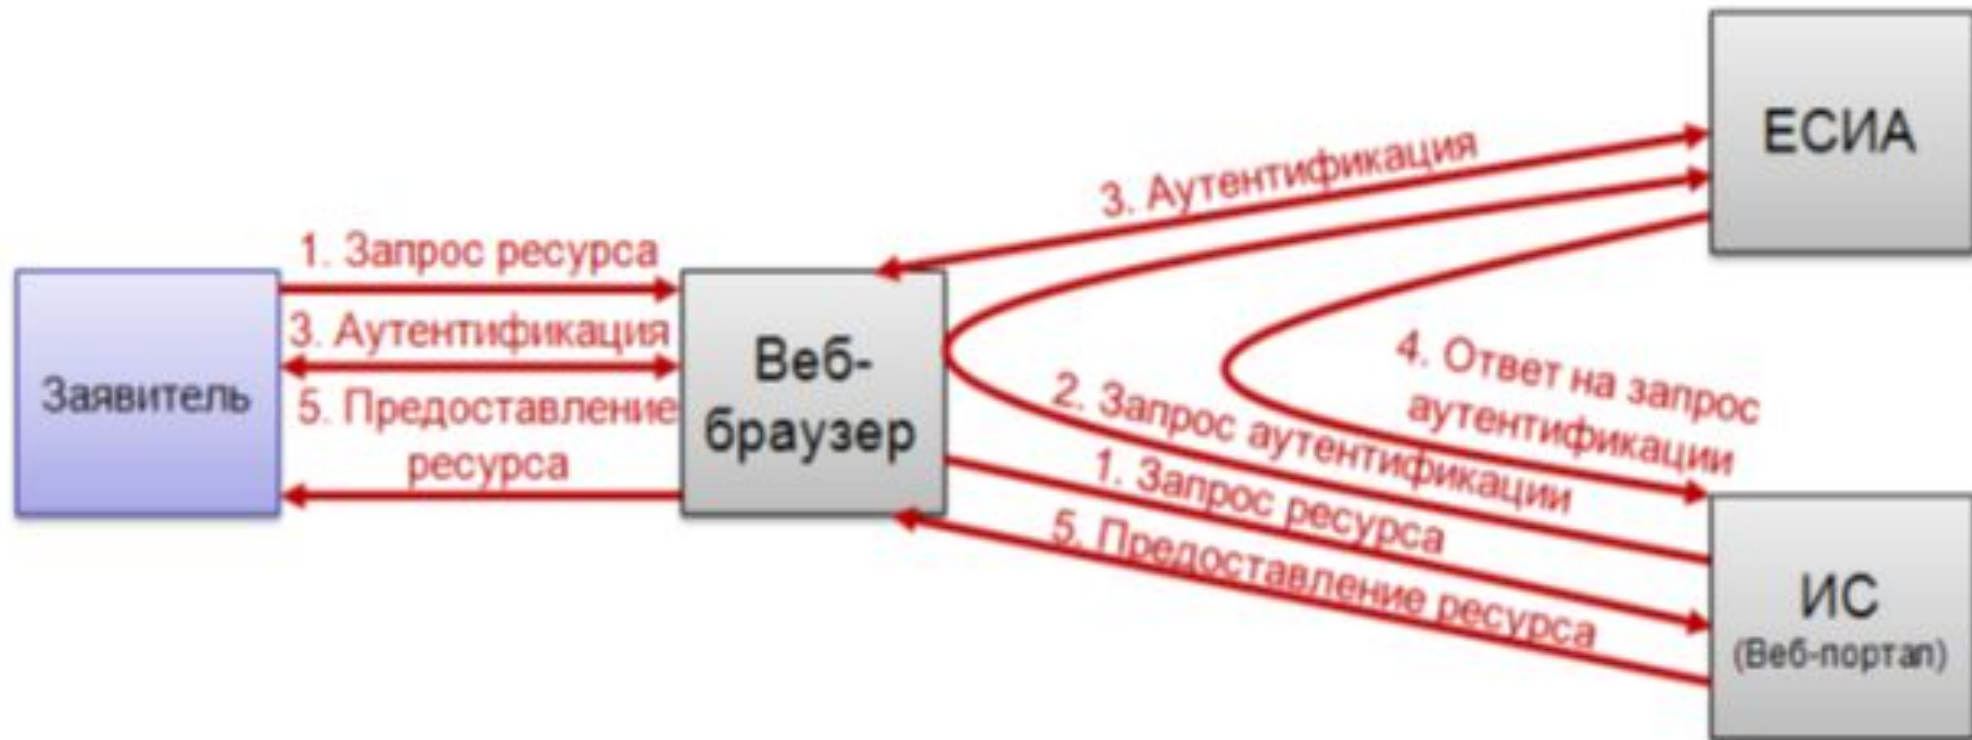 ЕСИА
3. Аутентификация
1. Запрос ресурса
3. Аутентификация
5. Предоставление
ресурса
Заявитель
Веб-
браузер
4. Ответ на запрос
аутентификации
2. Запрос аутентификации
1. Запрос ресурса
5. Предоставление ресурса
ИС
(Веб-портал)